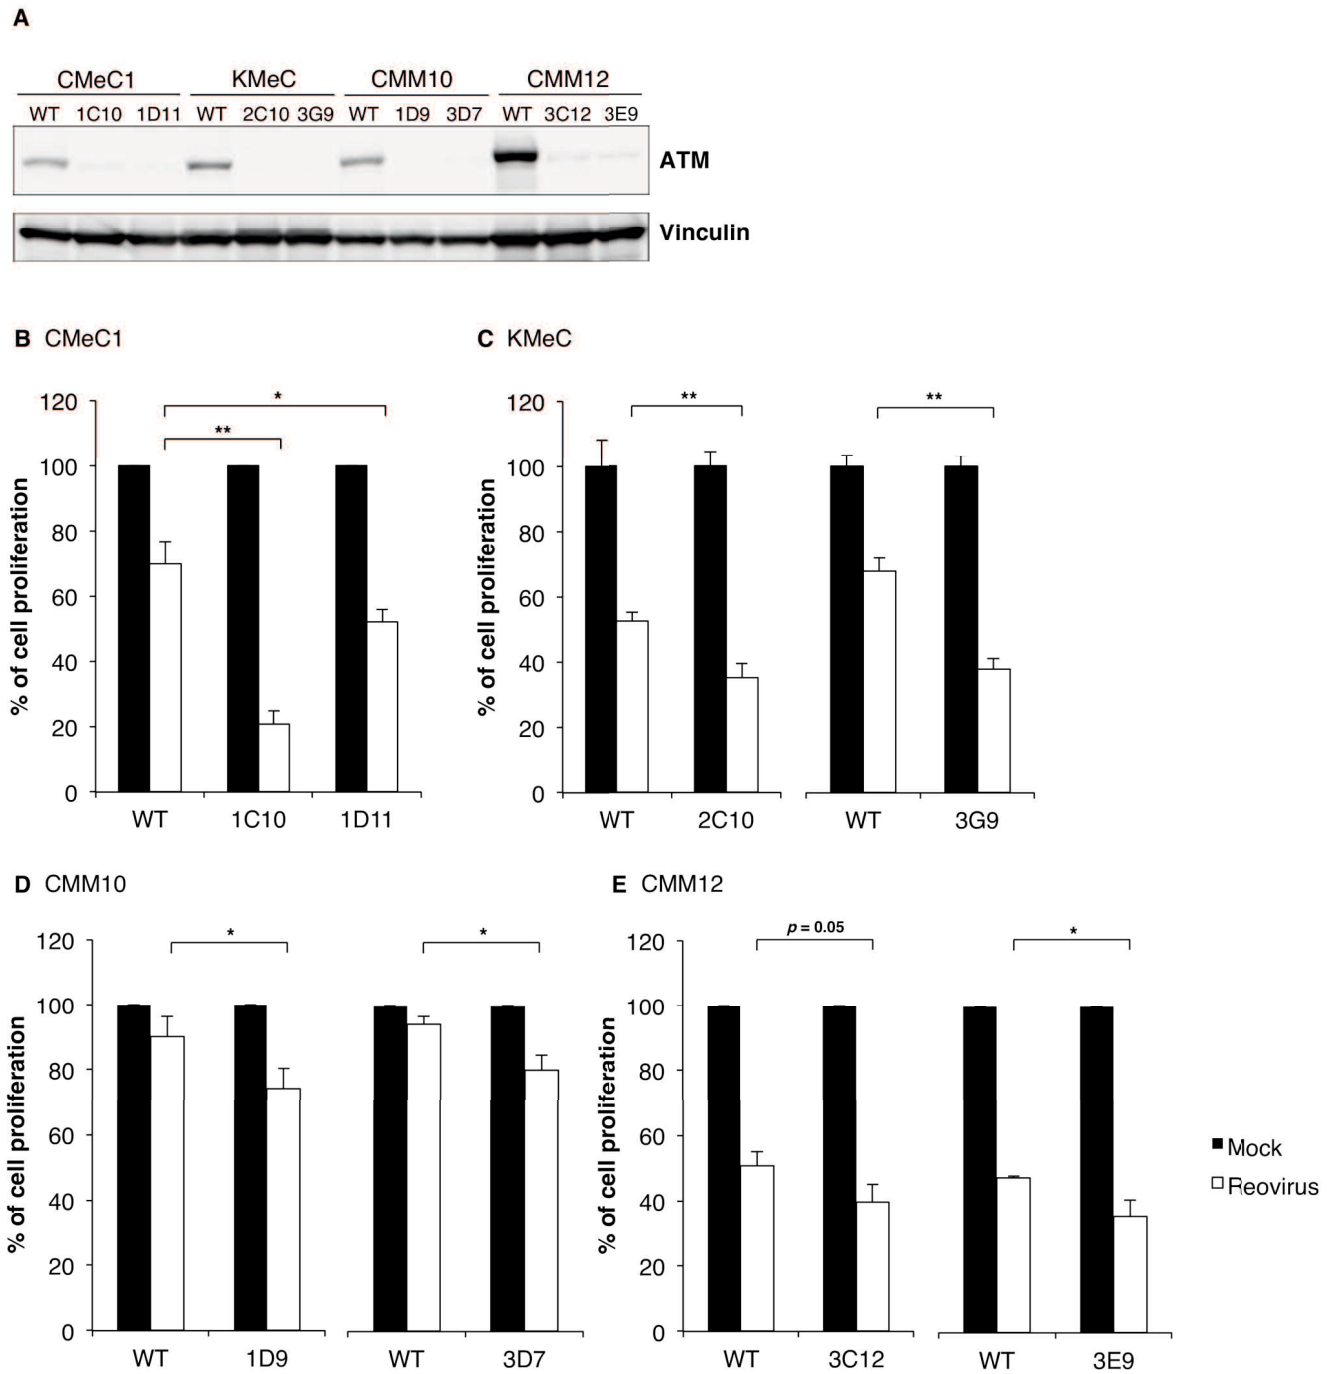 A
CMeC1 KMeC CMM10 CMM12
WT 1C10 1D11 WT 2C10 3G9 WT 1D9 3D7 WT 3C12 3E9
ATM
Vinculin
B CMeC1
% of cell proliferation
120
100
80
60
40
20
0
*
**
WT 1C10 1D11
C KMeC
% of cell proliferation
120
100
80
60
40
20
0
** **
WT 2C10 WT 3G9
D CMM10
% of cell proliferation
120
100
80
60
40
20
0
* *
WT 1D9 WT 3D7
E CMM12
% of cell proliferation
120
100
80
60
40
20
0
p = 0.05 *
WT 3C12 WT 3E9
Mock
Reovirus